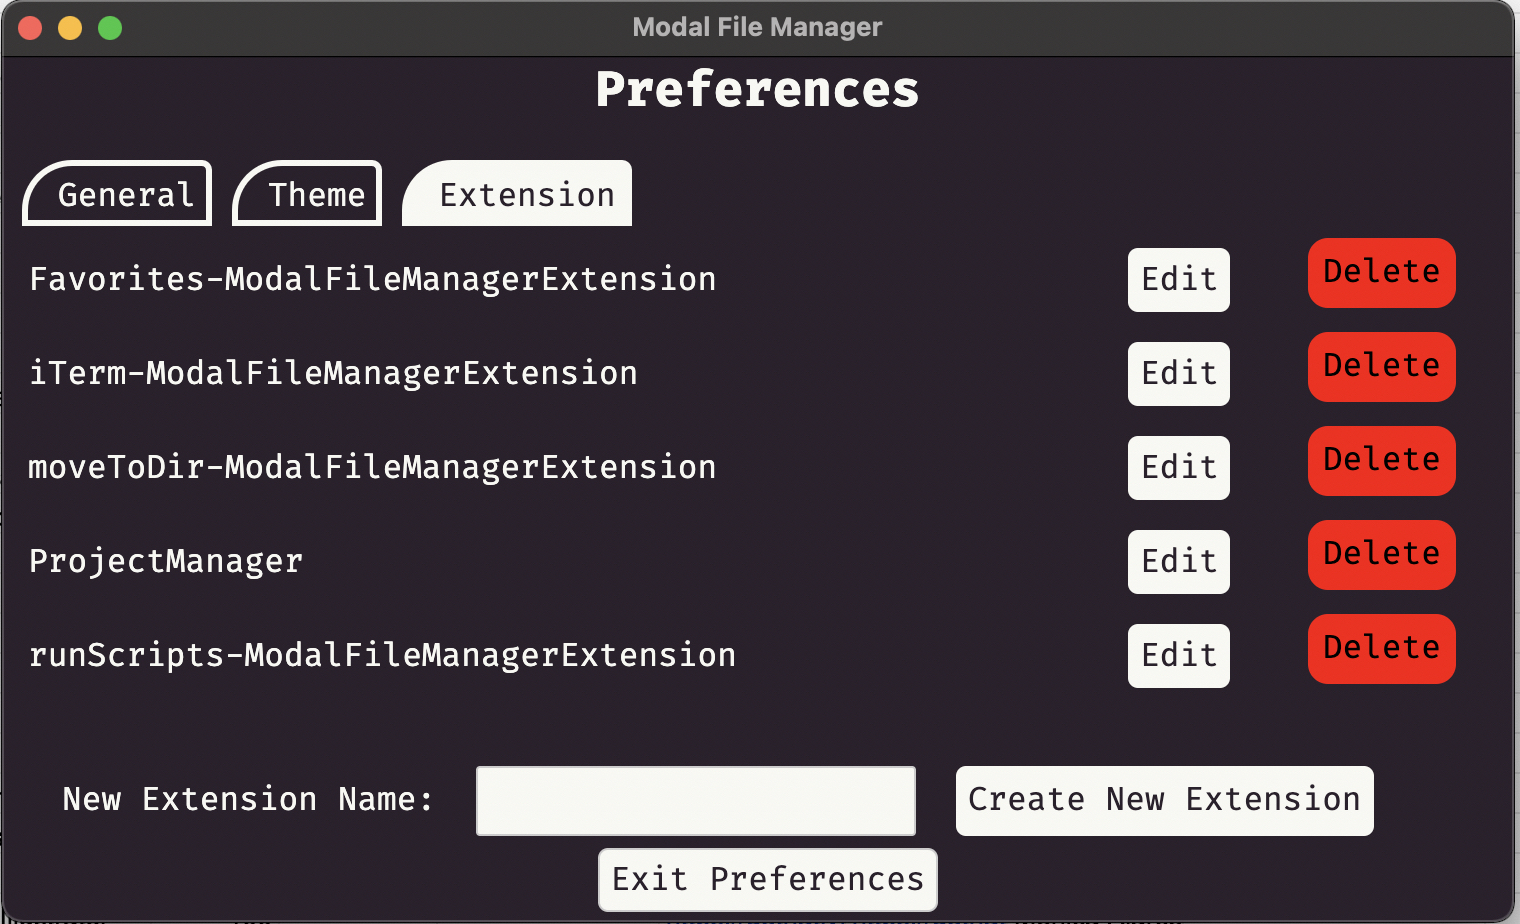 Modal File Manager
Preferences
General Theme Extension
Favorites-ModalFileManagerExtension Edit Delete
iTerm-ModalFileManagerExtension Edit Delete
moveToDir-ModalFileManagerExtension Edit Delete
ProjectManager Edit Delete
runScripts-ModalFileManagerExtension Edit Delete
New Extension Name: Create New Extension
Exit Preferences